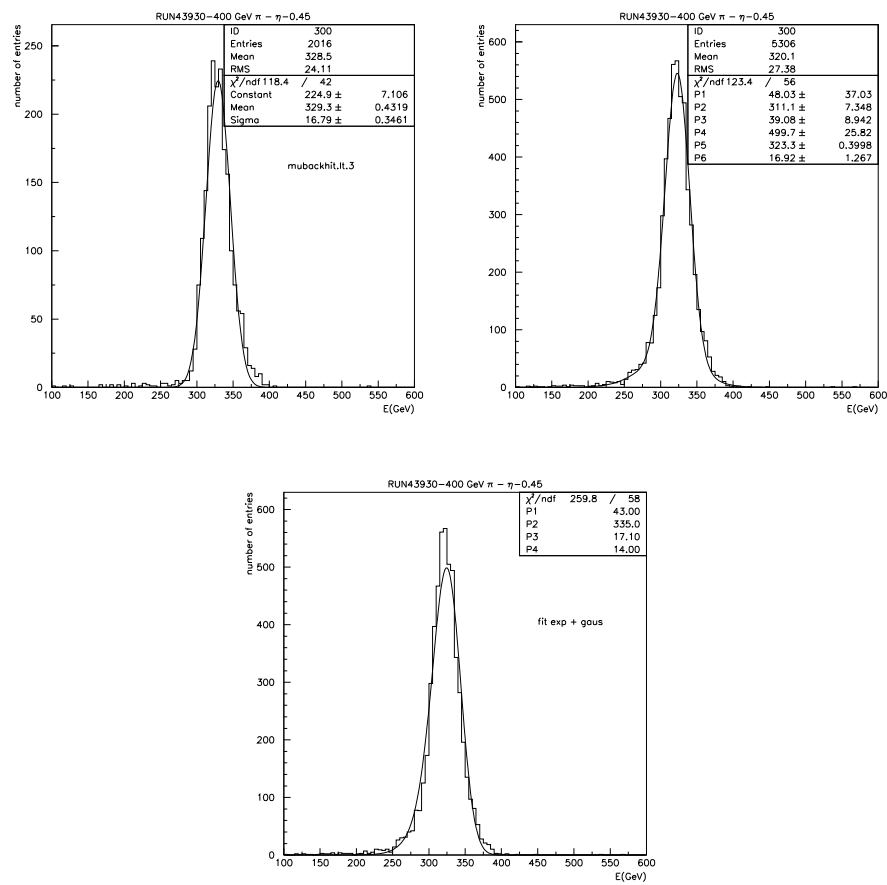 RUN43930-400 GeV π - η-0.45
number of entries
ID 300
Entries 2016
Mean 328.5
RMS 24.11
χ²/ndf 118.4 / 42
Constant 224.9 ± 7.106
Mean 329.3 ± 0.4319
Sigma 16.79 ± 0.3461
mubackhit.lt.3
250
200
150
100
50
0
100 150 200 250 300 350 400 450 500 550 600
E(GeV)
RUN43930-400 GeV π - η-0.45
number of entries
ID 300
Entries 5306
Mean 320.1
RMS 27.38
χ²/ndf 123.4 / 56
P1 48.03 ± 37.03
P2 311.1 ± 7.348
P3 39.08 ± 8.942
P4 499.7 ± 25.82
P5 323.3 ± 0.3998
P6 16.92 ± 1.267
600
500
400
300
200
100
0
100 150 200 250 300 350 400 450 500 550 600
E(GeV)
RUN43930-400 GeV π - η-0.45
number of entries
χ²/ndf 259.8 / 58
P1 43.00
P2 335.0
P3 17.10
P4 14.00
fit exp + gaus
600
500
400
300
200
100
0
100 150 200 250 300 350 400 450 500 550 600
E(GeV)